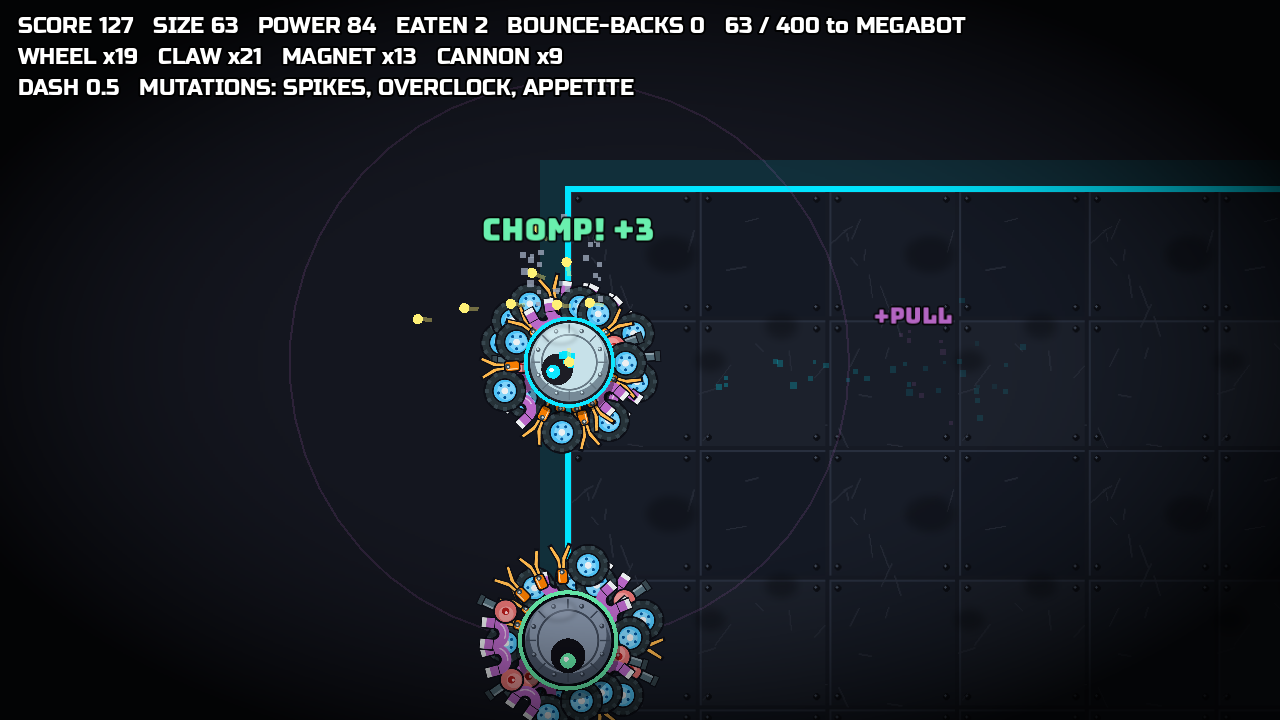 SCORE 127 SIZE 63 POWER 84 EATEN 2 BOUNCE-BACKS 0 63 / 400 to MEGABOT
WHEEL x19 CLAW x21 MAGNET x13 CANNON x9
DASH 0.5 MUTATIONS: SPIKES, OVERCLOCK, APPETITE
CHOMP! +3
+PULL